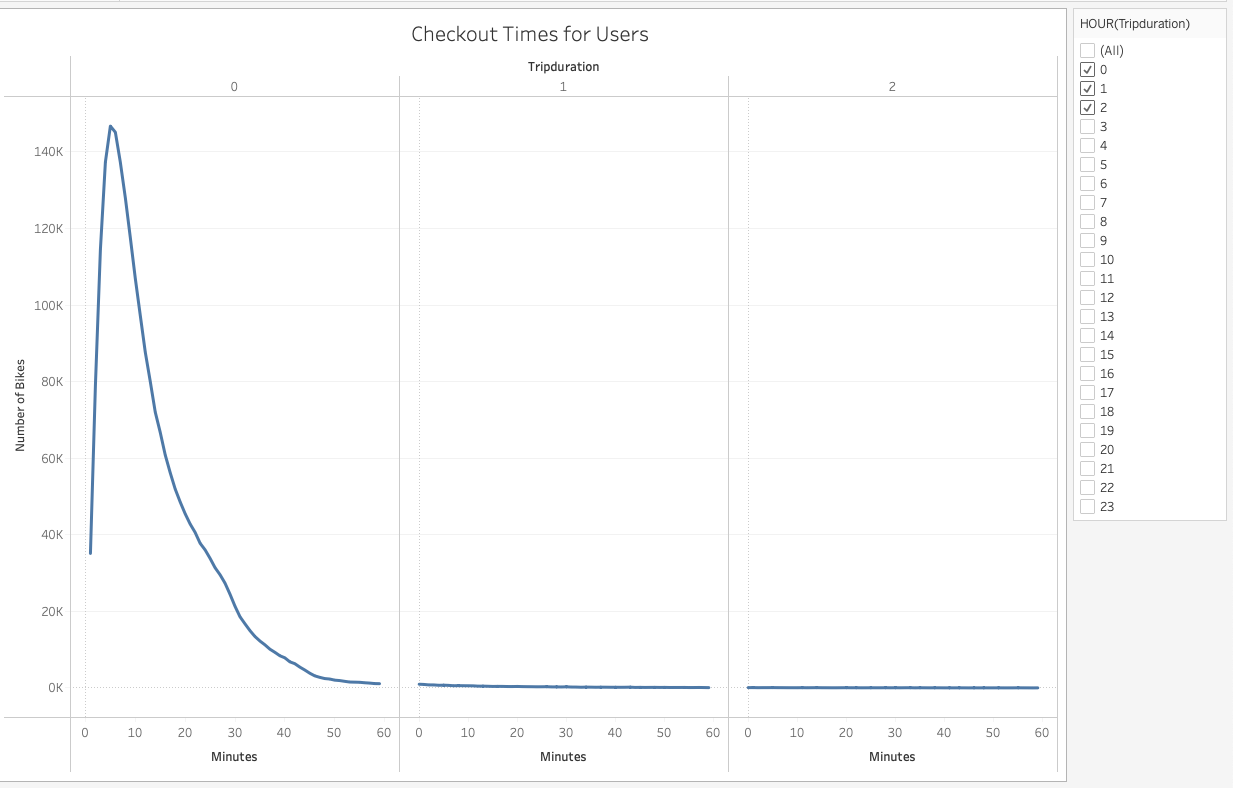 Checkout Times for Users
Tripduration
0 1 2
140K
120K
100K
80K
60K
40K
20K
0K
Number of Bikes
0 10 20 30 40 50 60 0 10 20 30 40 50 60 0 10 20 30 40 50 60
Minutes Minutes Minutes
HOUR(Tripduration)
(All)
0
1
2
3
4
5
6
7
8
9
10
11
12
13
14
15
16
17
18
19
20
21
22
23